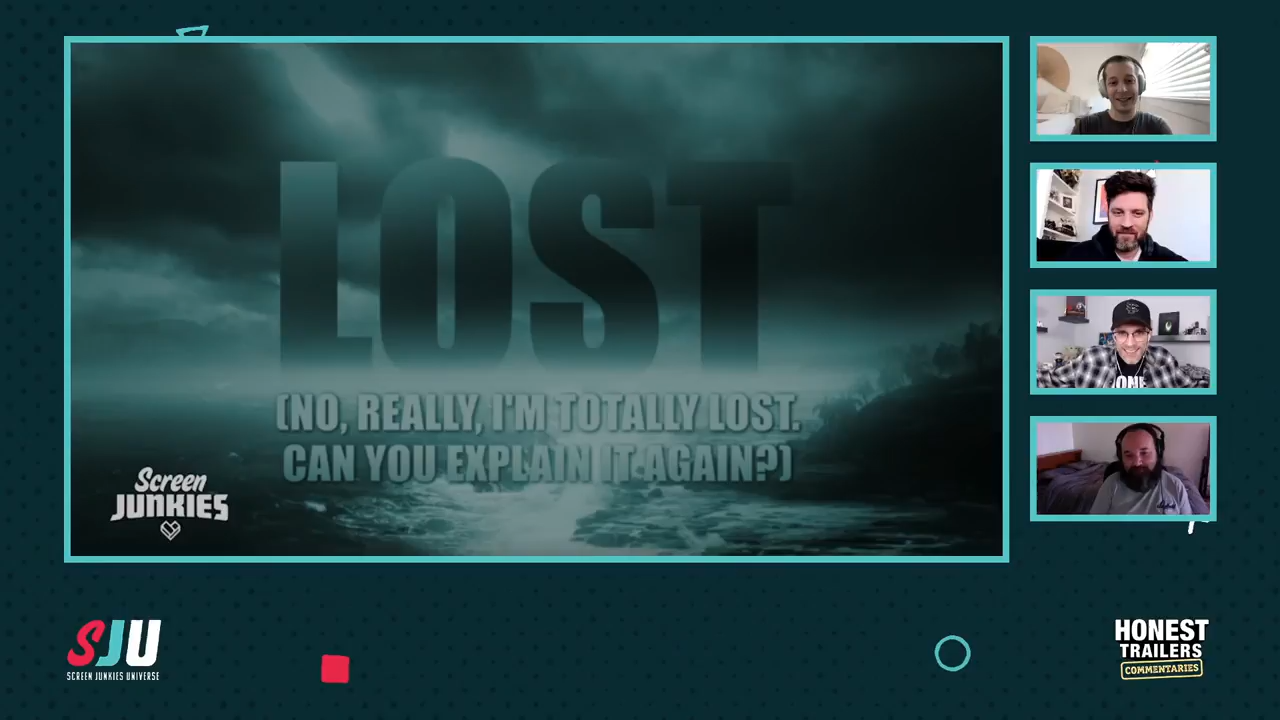 LOST
(NO, REALLY, I'M TOTALLY LOST.
CAN YOU EXPLAIN IT AGAIN?)
Screen
JUNKIES
SJU
SCREEN JUNKIES UNIVERSE
HONEST
TRAILERS
COMMENTARIES